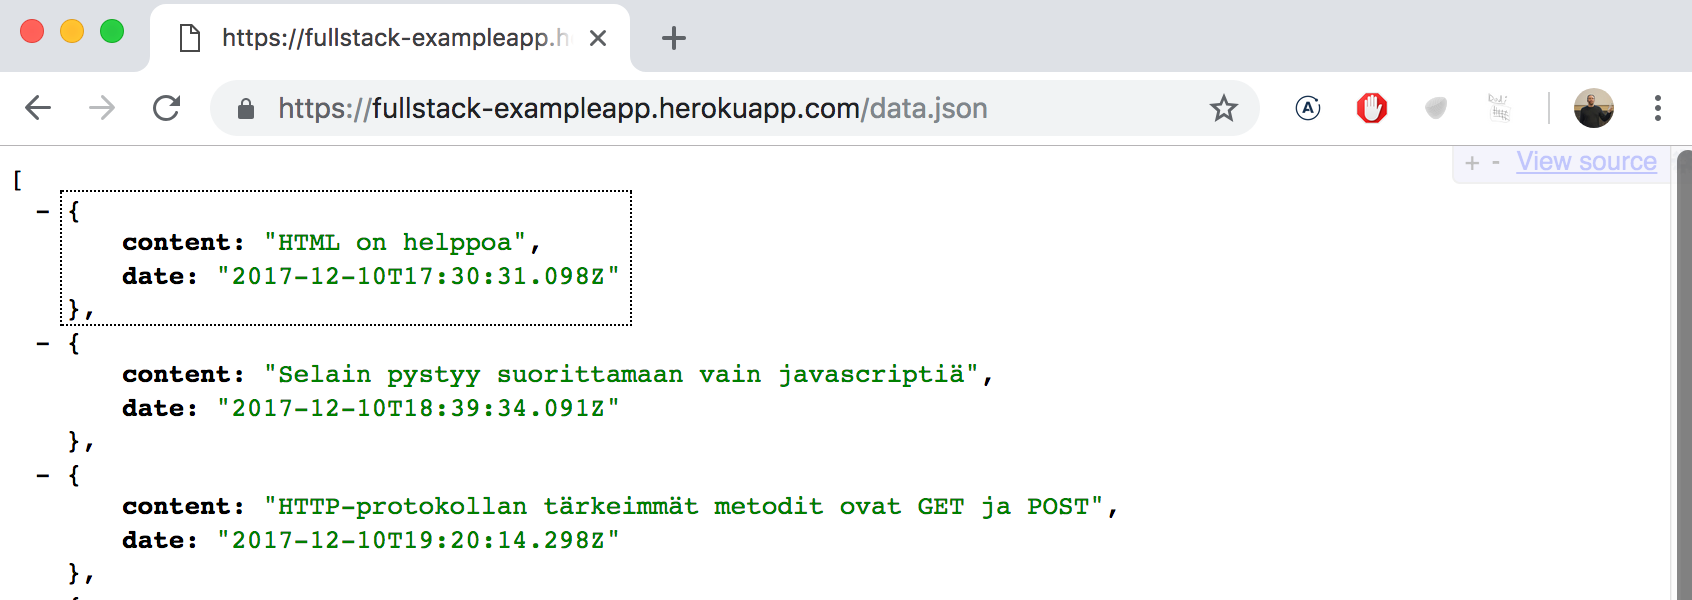 https://fullstack-exampleapp.h
https://fullstack-exampleapp.herokuapp.com/data.json
+ - View source
[
- {
content: "HTML on helppoa",
date: "2017-12-10T17:30:31.098Z"
},
- {
content: "Selain pystyy suorittamaan vain javascriptiä",
date: "2017-12-10T18:39:34.091Z"
},
- {
content: "HTTP-protokollan tärkeimmät metodit ovat GET ja POST",
date: "2017-12-10T19:20:14.298Z"
},